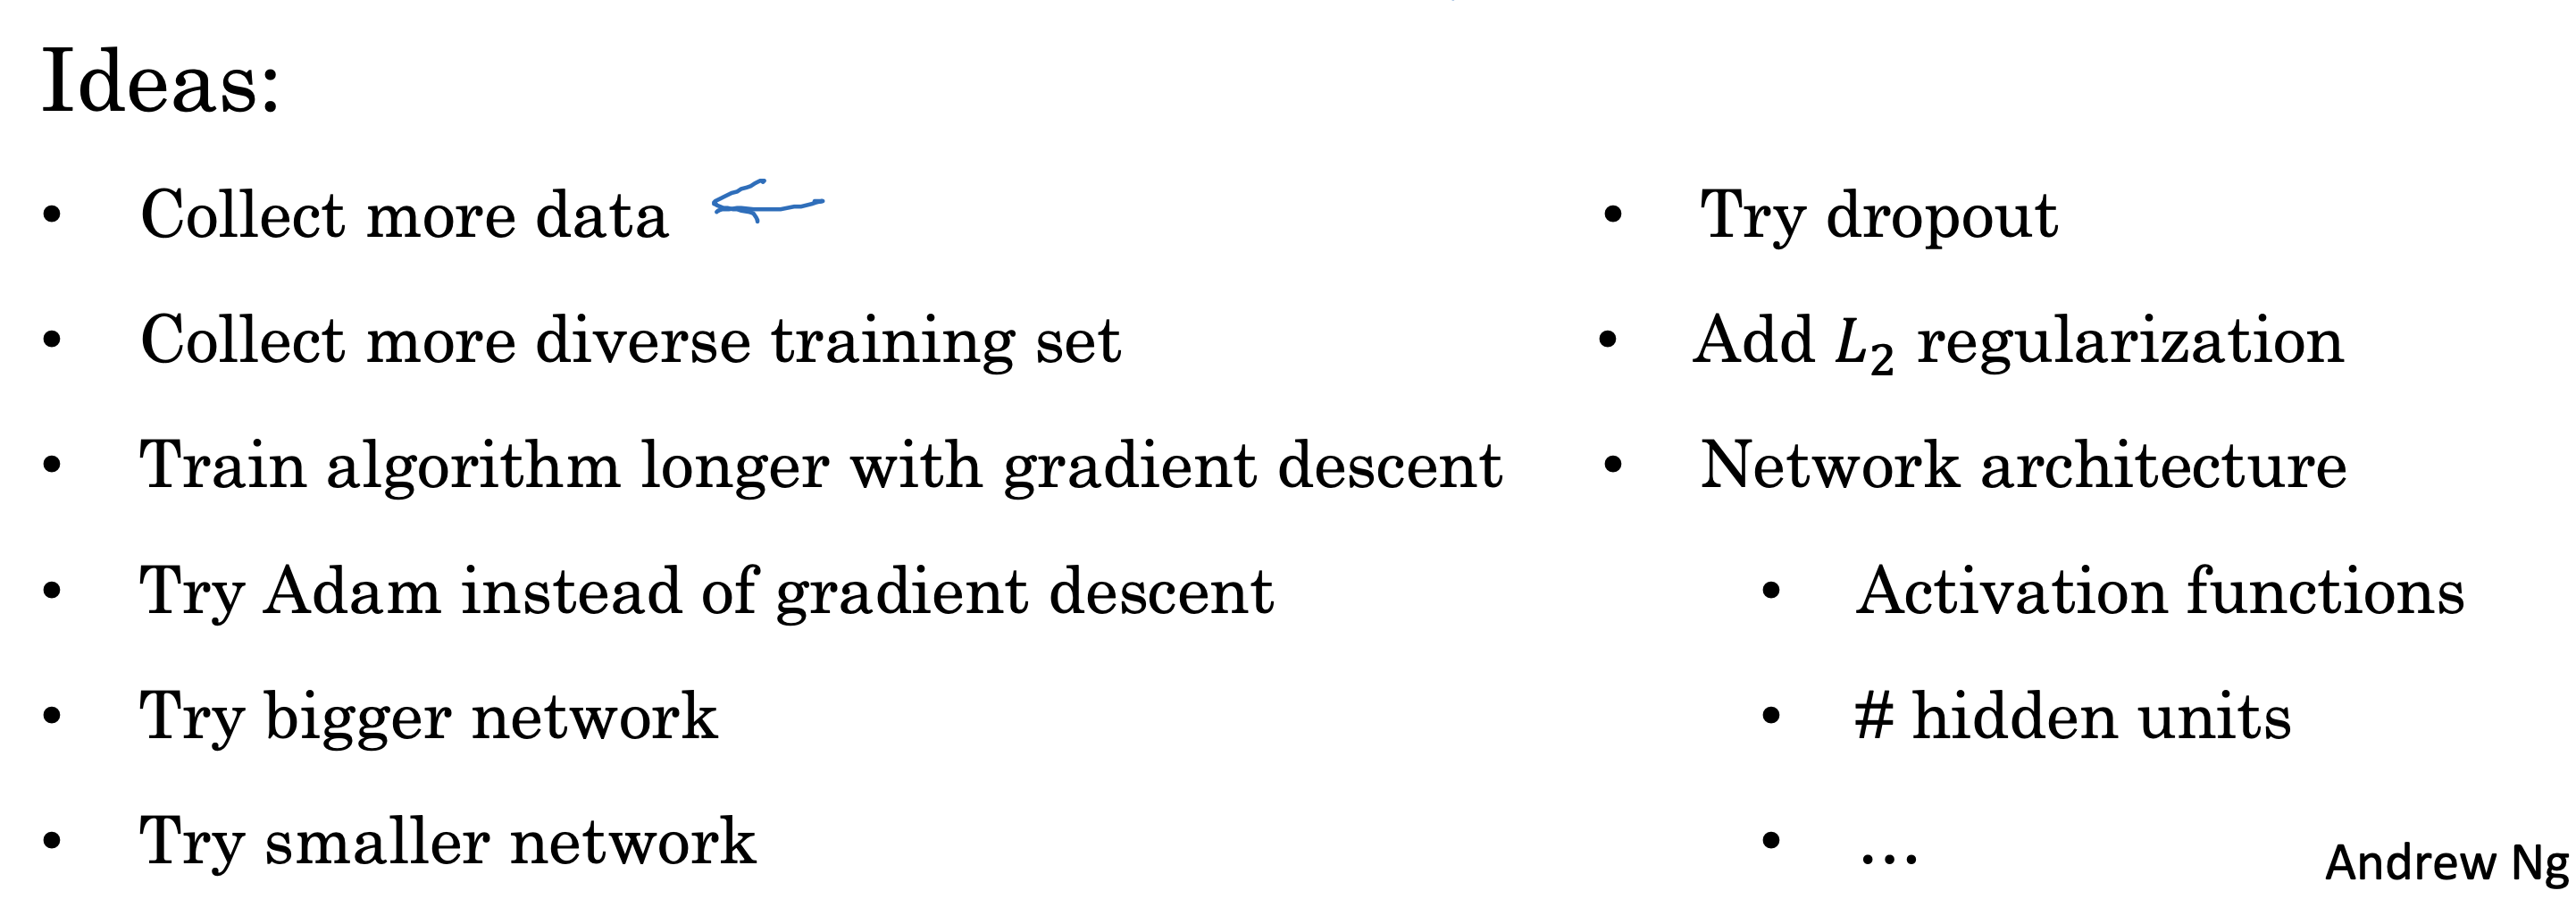 Ideas:
• Collect more data
• Collect more diverse training set
• Train algorithm longer with gradient descent
• Try Adam instead of gradient descent
• Try bigger network
• Try smaller network
• Try dropout
• Add L₂ regularization
• Network architecture
• Activation functions
• # hidden units
• ...
Andrew Ng